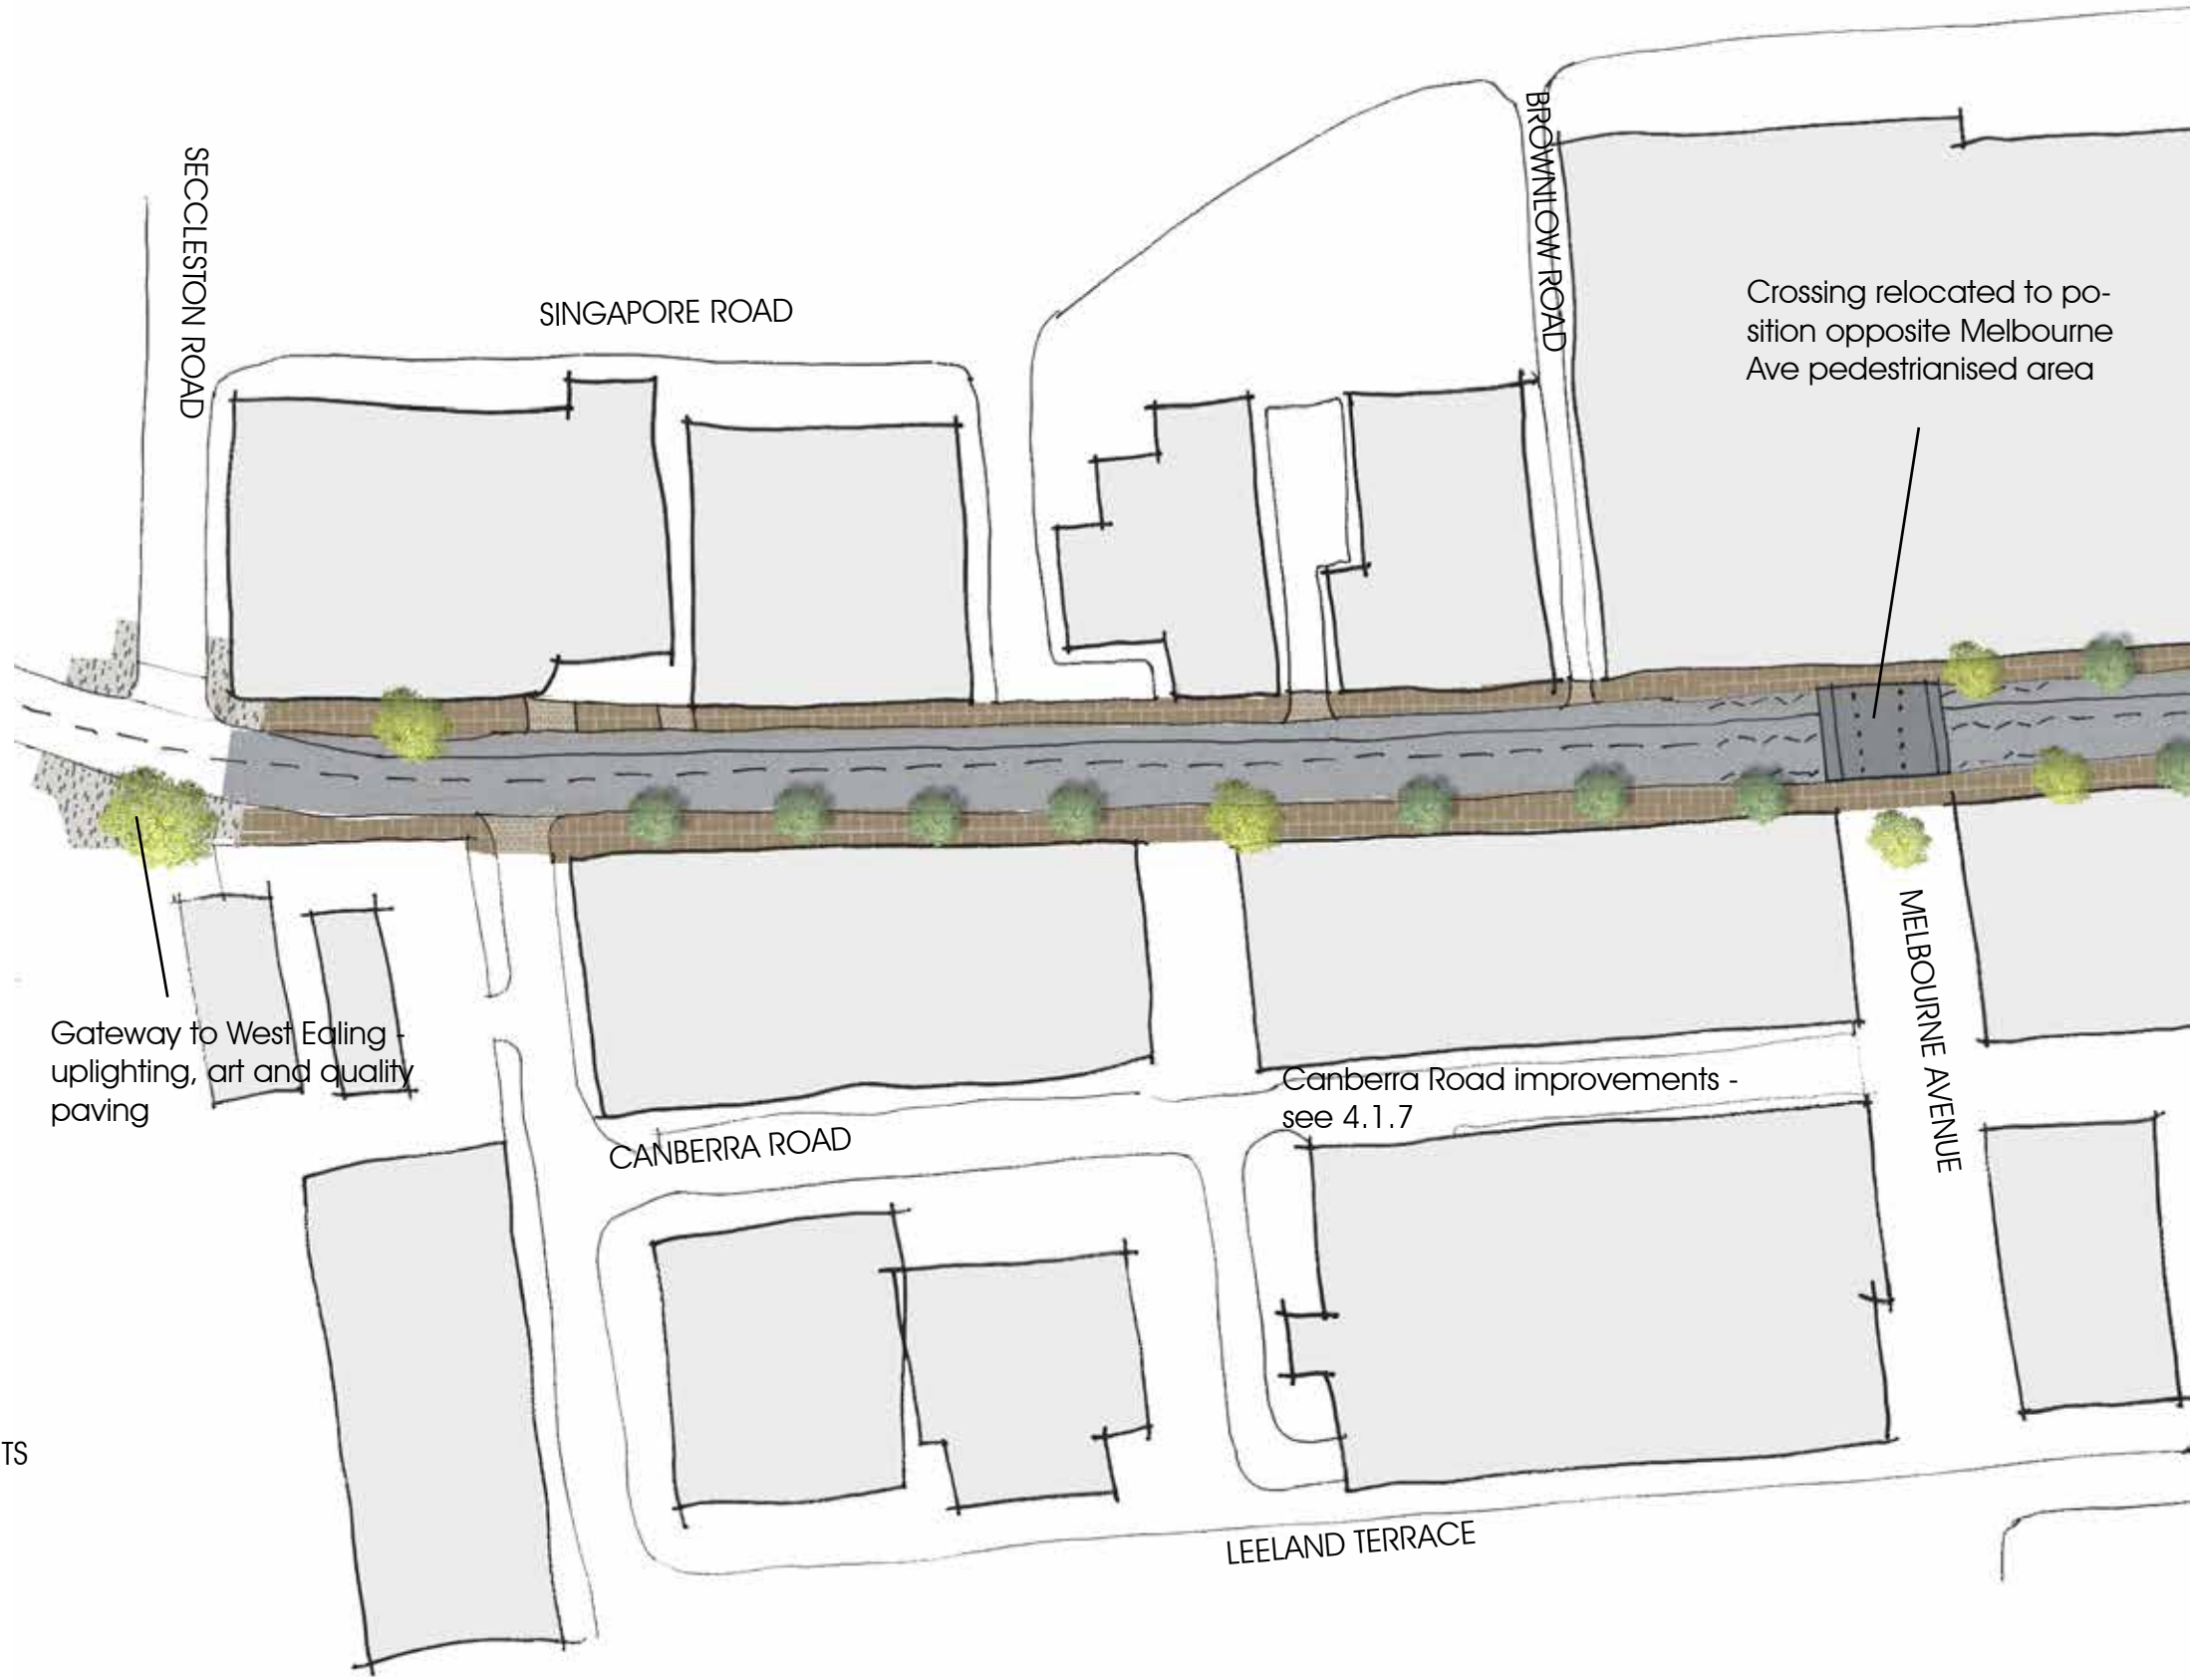 SECCLESTON ROAD
SINGAPORE ROAD
BROWNLOW ROAD
Crossing relocated to po-
sition opposite Melbourne
Ave pedestrianised area
Gateway to West Ealing -
uplighting, art and quality
paving
Canberra Road improvements -
see 4.1.7
CANBERRA ROAD
MELBOURNE AVENUE
LEELAND TERRACE
TS